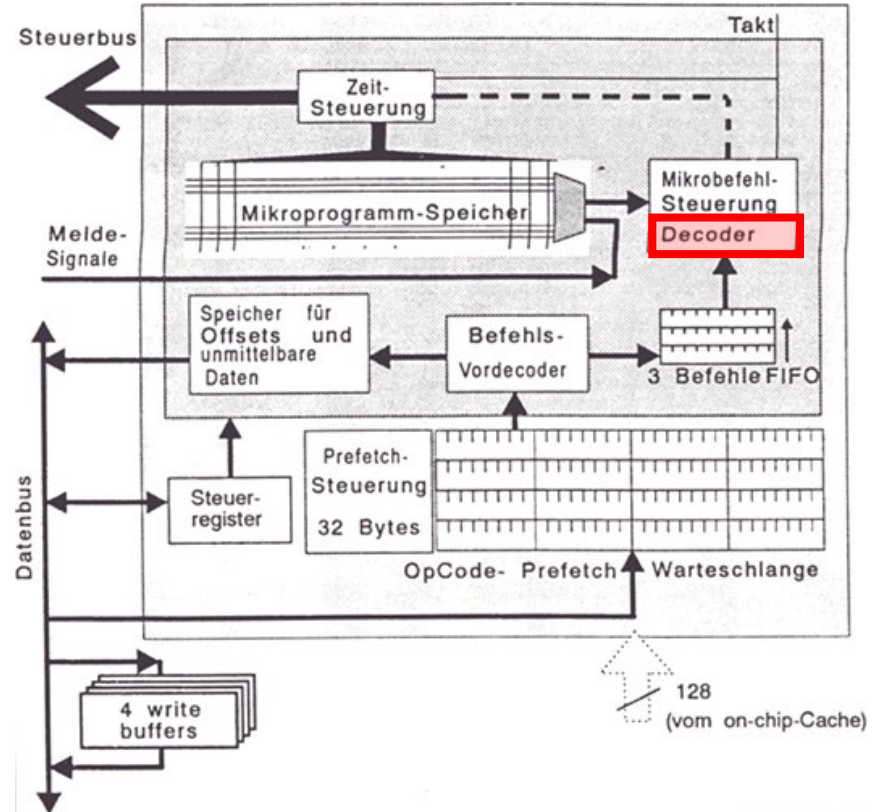 Takt
Steuerbus
Zeit-
Steuerung
Mikroprogramm-Speicher
Mikrobefehl-
Steuerung
Decoder
Melde-
Signale
Speicher für
Offsets und
unmittelbare
Daten
Befehls-
Vordecoder
3 Befehle FIFO
Datenbus
Steuer-
register
Prefetch-
Steuerung
32 Bytes
OpCode- Prefetch Warteschlange
4 write
buffers
128
(vom on-chip-Cache)